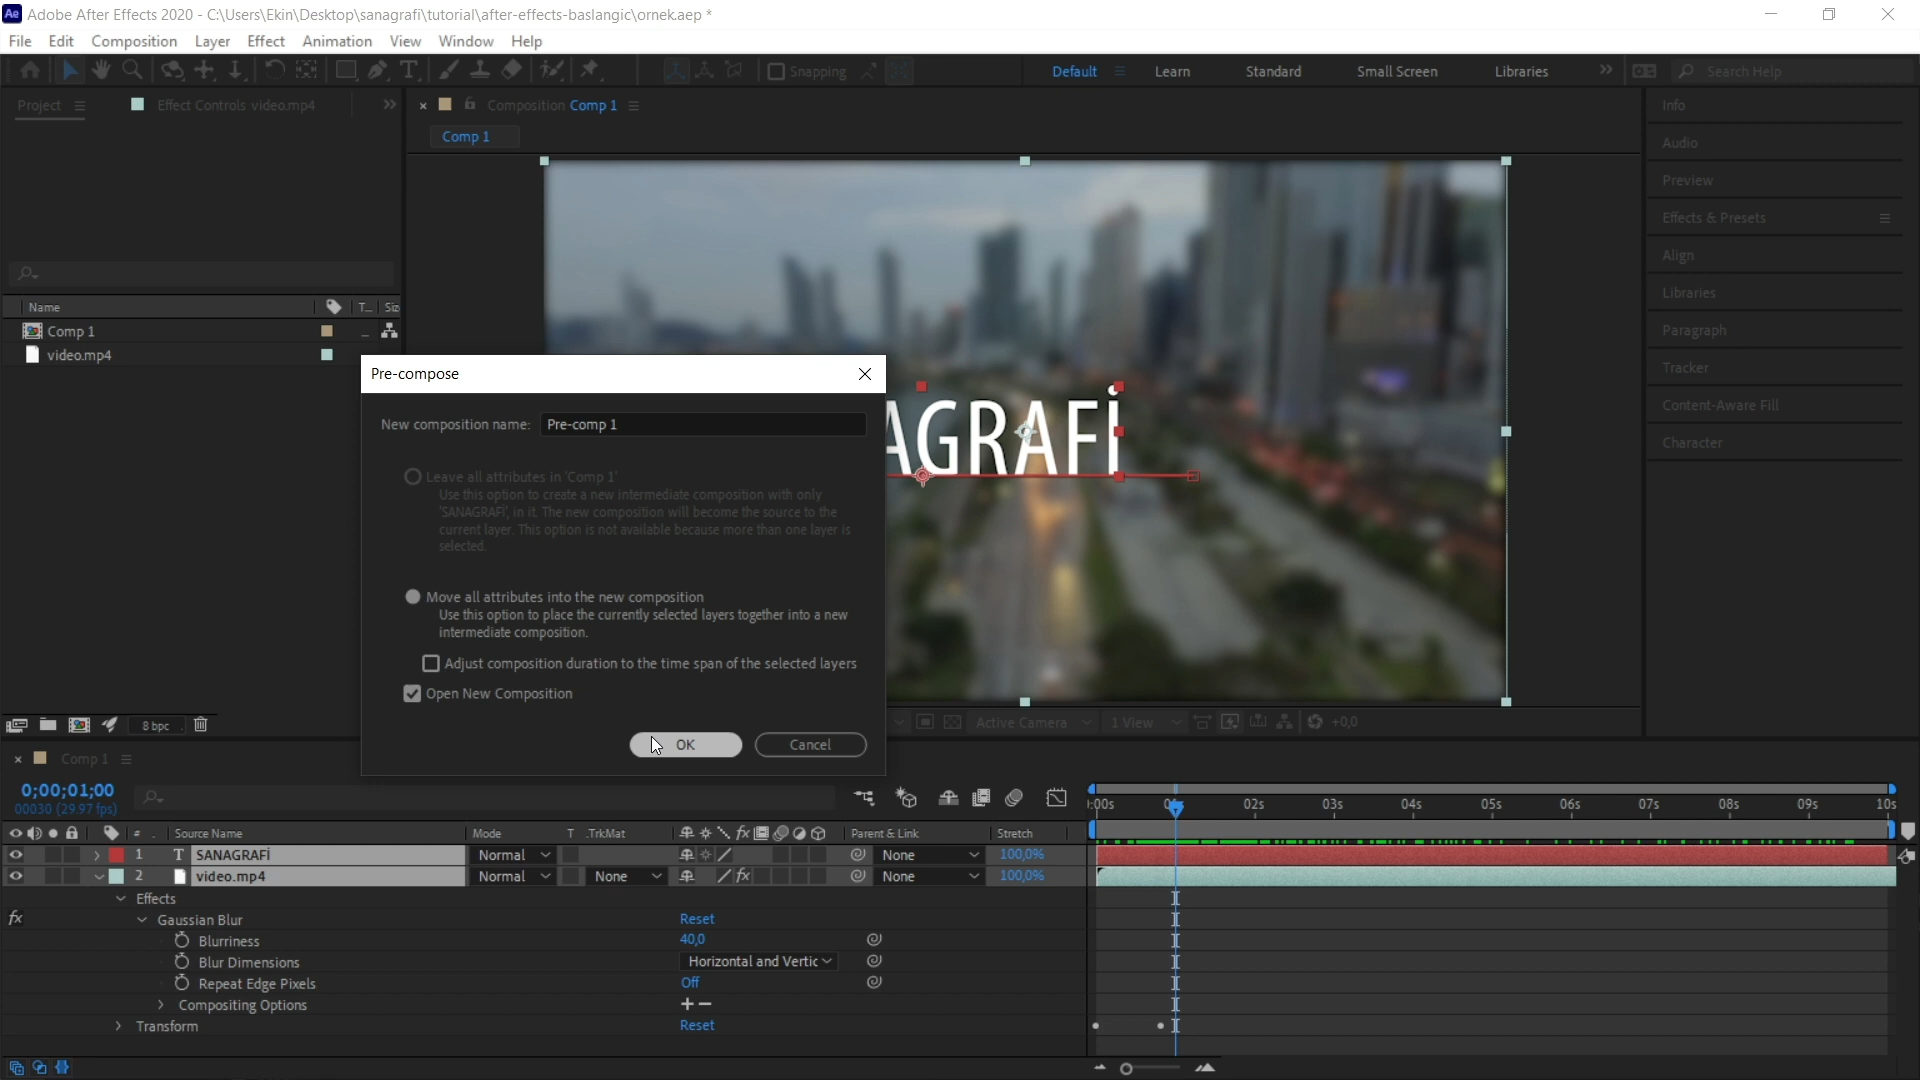 Adobe After Effects 2020 - C:\Users\Ekin\Desktop\sanagrafi\tutorial\after-effects-baslangic\ornek.aep *
File Edit Composition Layer Effect Animation View Window Help
Snapping Default Learn Standard Small Screen Libraries Search Help
Project Effect Controls video.mp4
Composition Comp 1
Comp 1
Info
Audio
Preview
Effects & Presets
Align
Libraries
Paragraph
Tracker
Content-Aware Fill
Character
Name T... Siz
Comp 1
video.mp4
AGRAFİ
Pre-compose
New composition name: Pre-comp 1
Leave all attributes in 'Comp 1'
Use this option to create a new intermediate composition with only
'SANAGRAFİ', in it. The new composition will become the source to the
current layer. This option is not available because more than one layer is
selected.
Move all attributes into the new composition
Use this option to place the currently selected layers together into a new
intermediate composition.
Adjust composition duration to the time span of the selected layers
Open New Composition
OK Cancel
8 bpc
Active Camera 1 View +0,0
Comp 1
0;00;01;00
00030 (29.97 fps)
:00s 02s 03s 04s 05s 06s 07s 08s 09s 10s
# Source Name Mode T .TrkMat Parent & Link Stretch
1 T SANAGRAFİ Normal None 100,0%
2 video.mp4 Normal None None 100,0%
Effects
fx Gaussian Blur Reset
Blurriness 40,0
Blur Dimensions Horizontal and Vertic
Repeat Edge Pixels Off
Compositing Options
Transform Reset